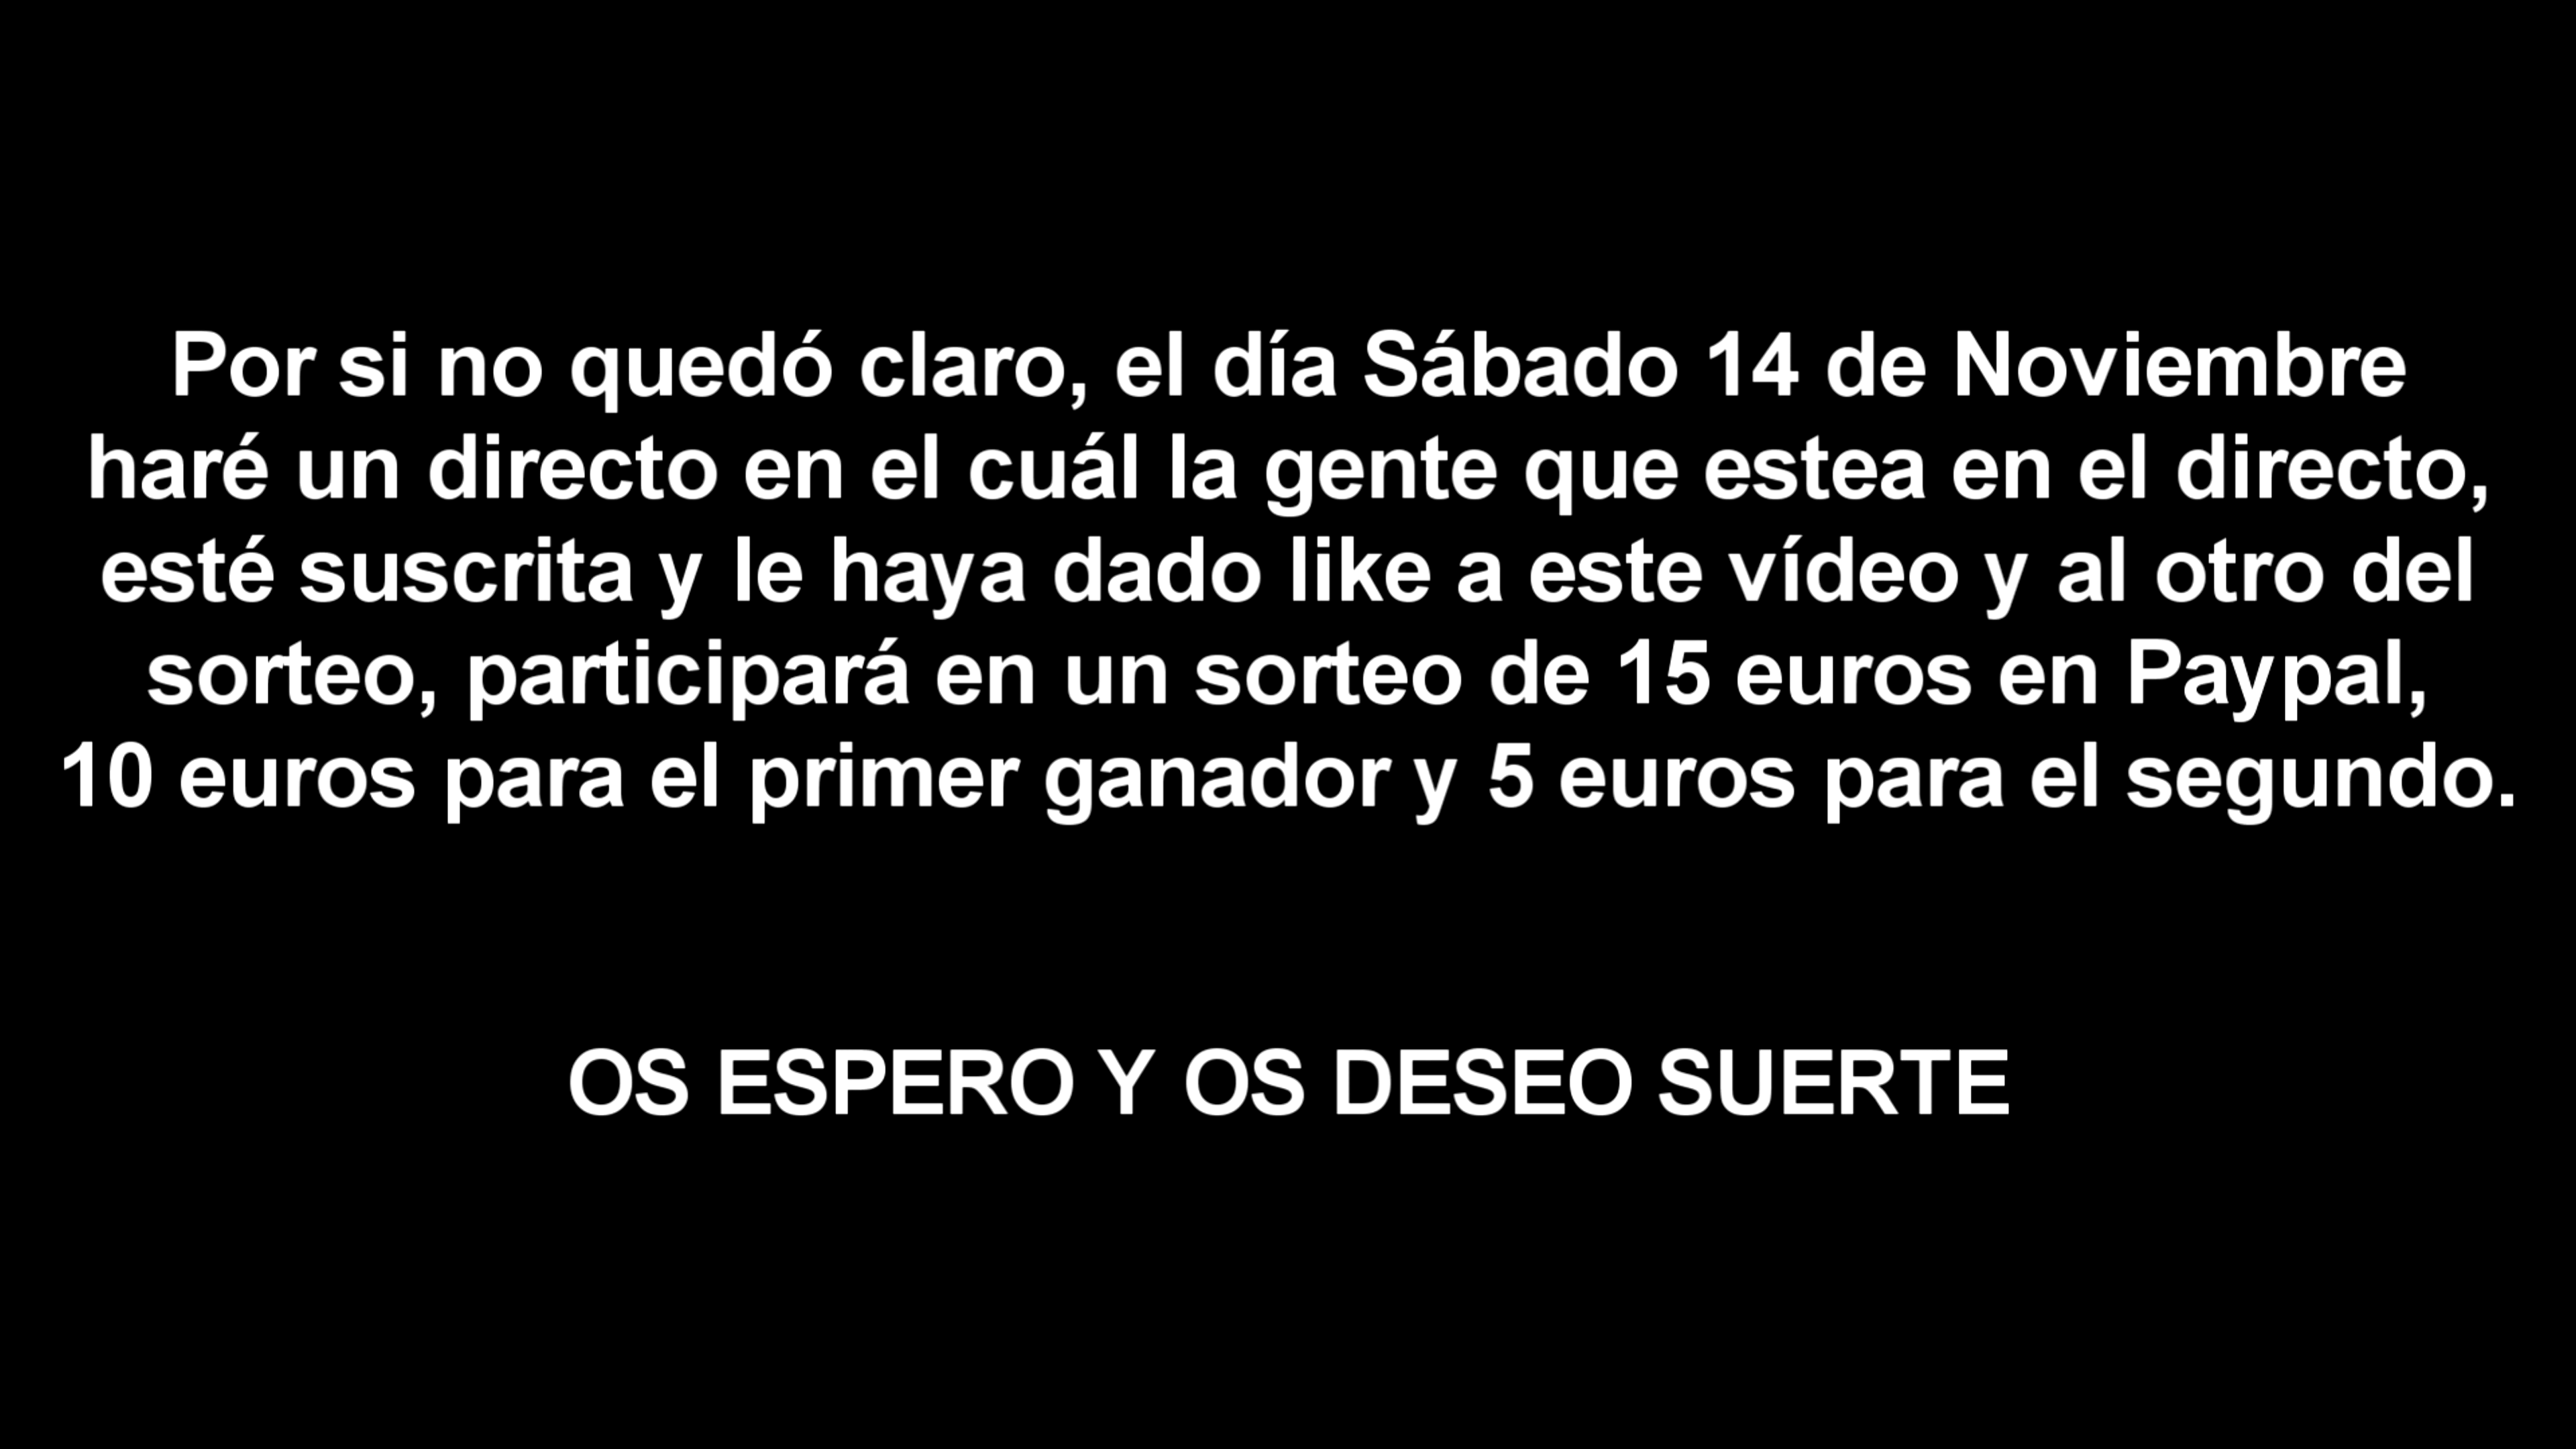 Por si no quedó claro, el día Sábado 14 de Noviembre
haré un directo en el cuál la gente que estea en el directo,
esté suscrita y le haya dado like a este vídeo y al otro del
sorteo, participará en un sorteo de 15 euros en Paypal,
10 euros para el primer ganador y 5 euros para el segundo.
OS ESPERO Y OS DESEO SUERTE